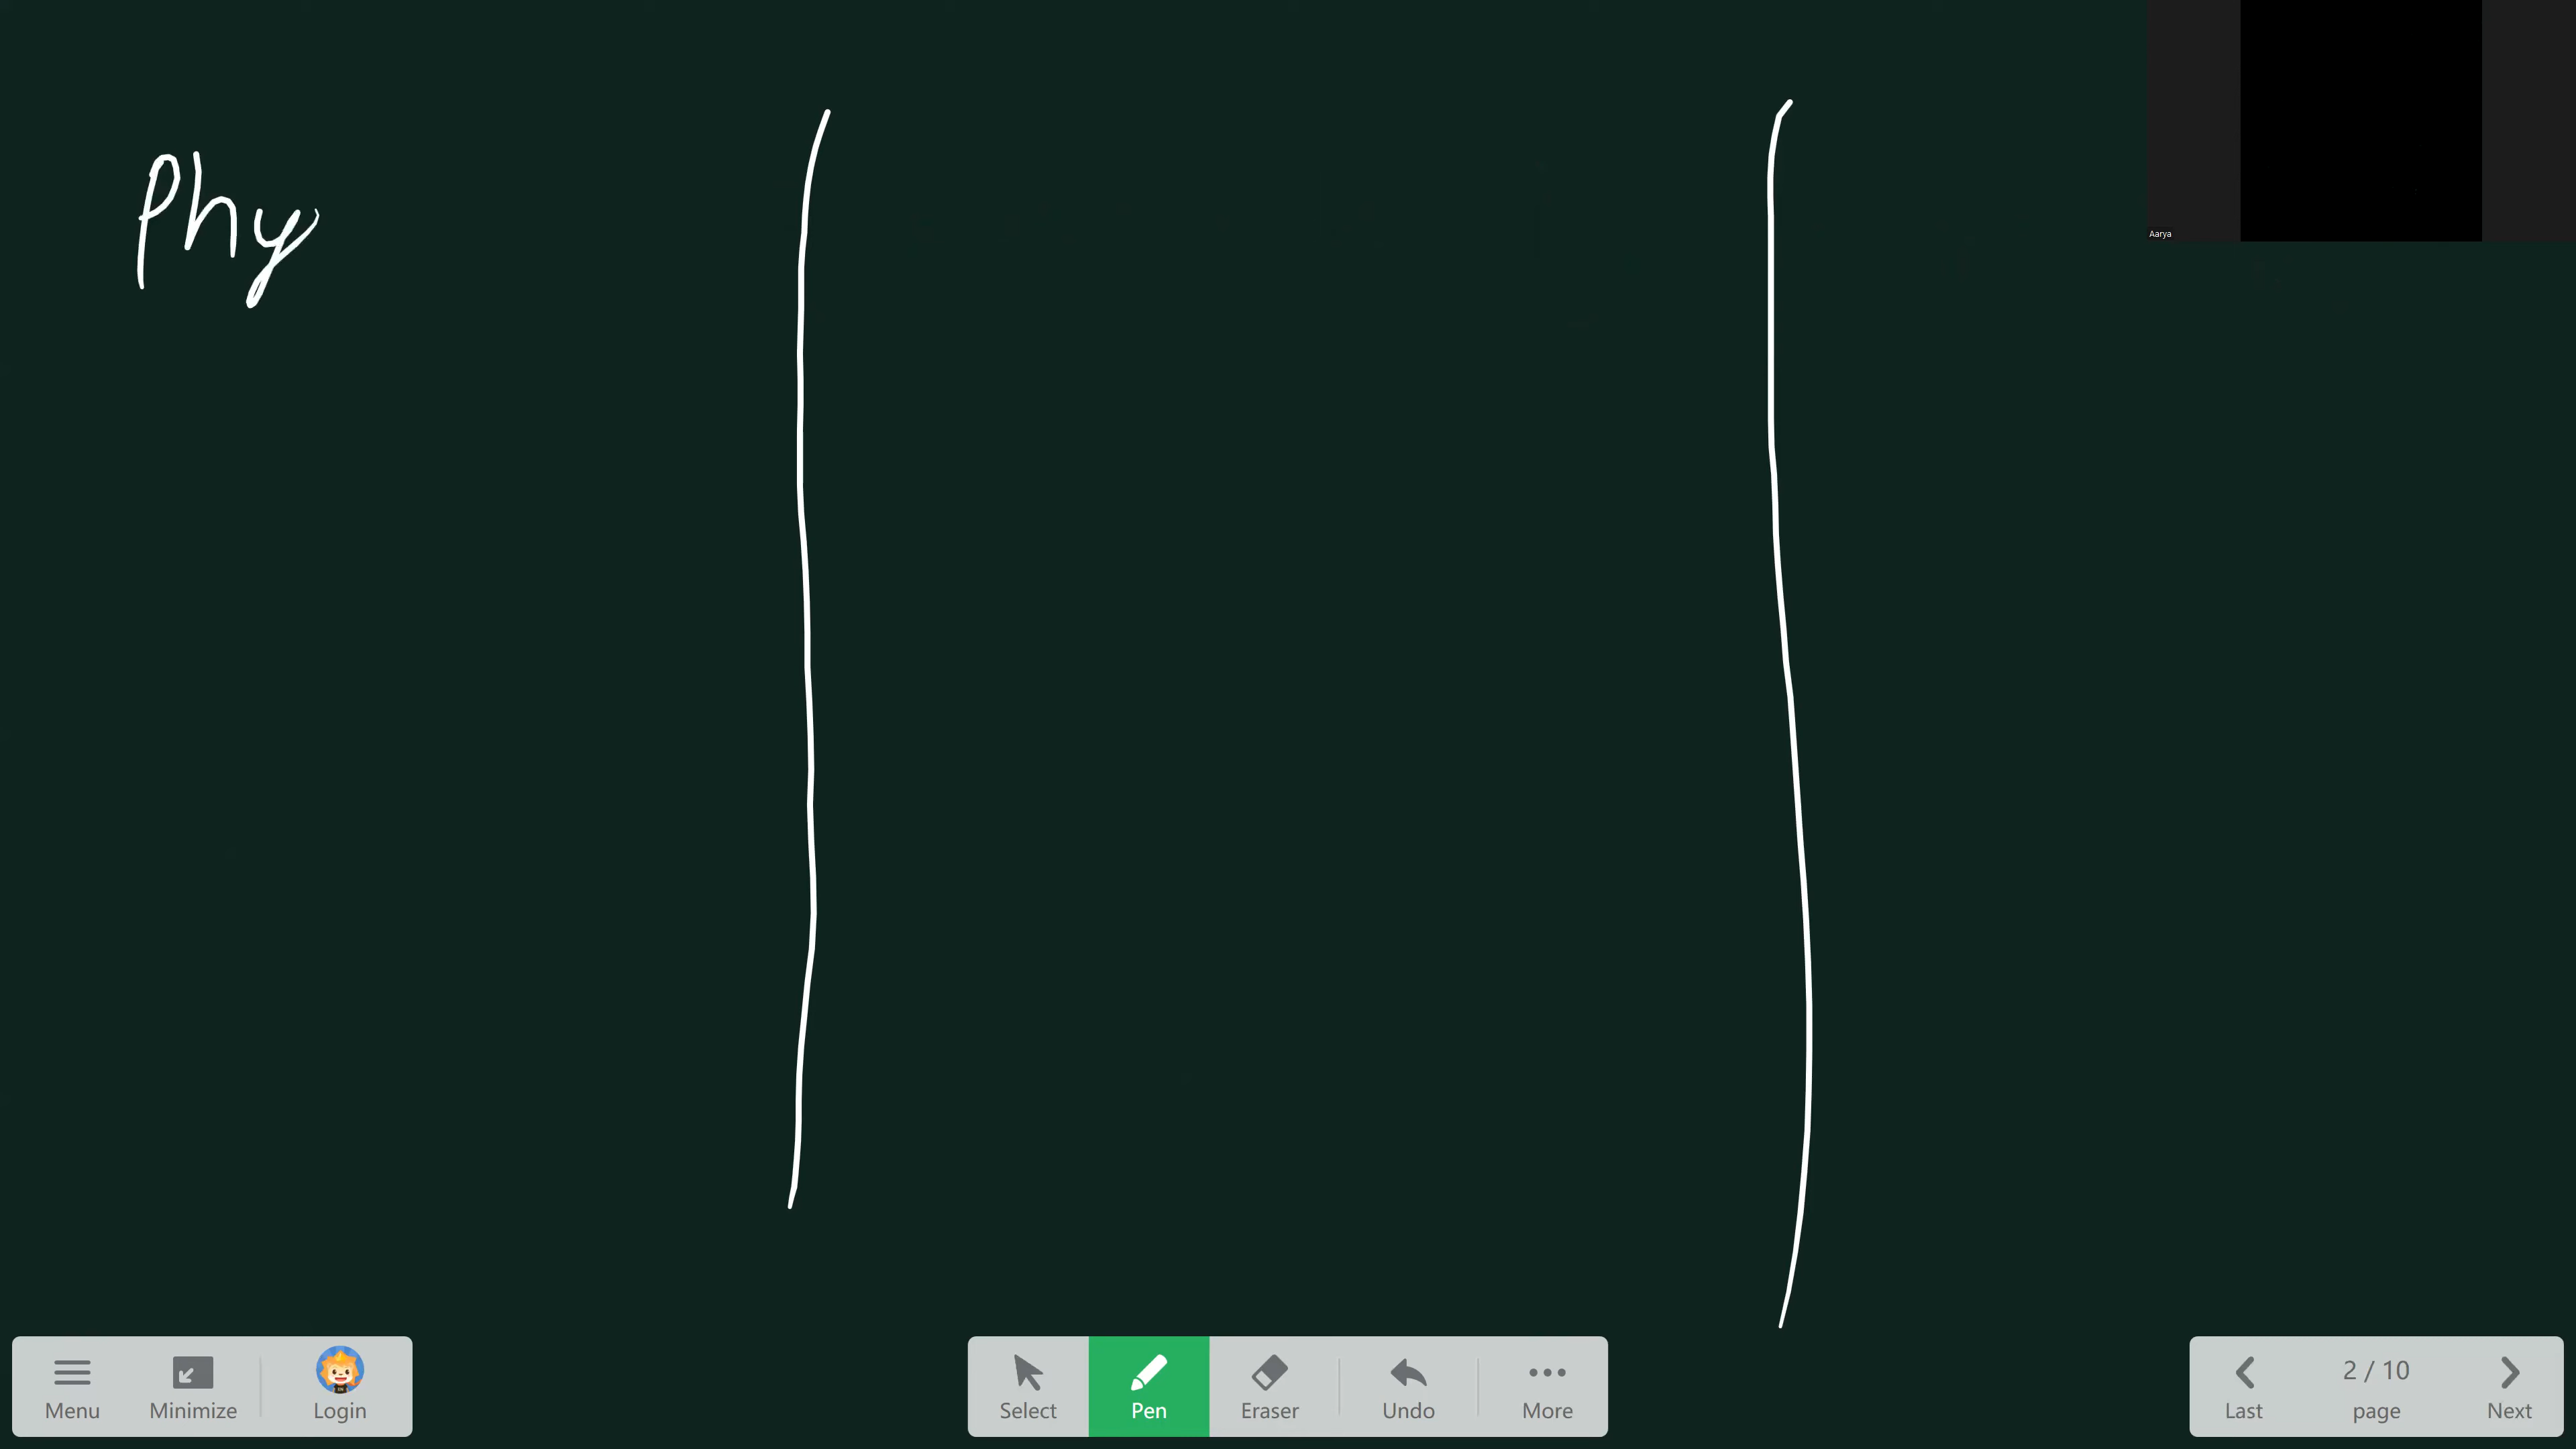 Phy
Aarya
Menu
Minimize
Login
Select
Pen
Eraser
Undo
More
Last
2 / 10
page
Next